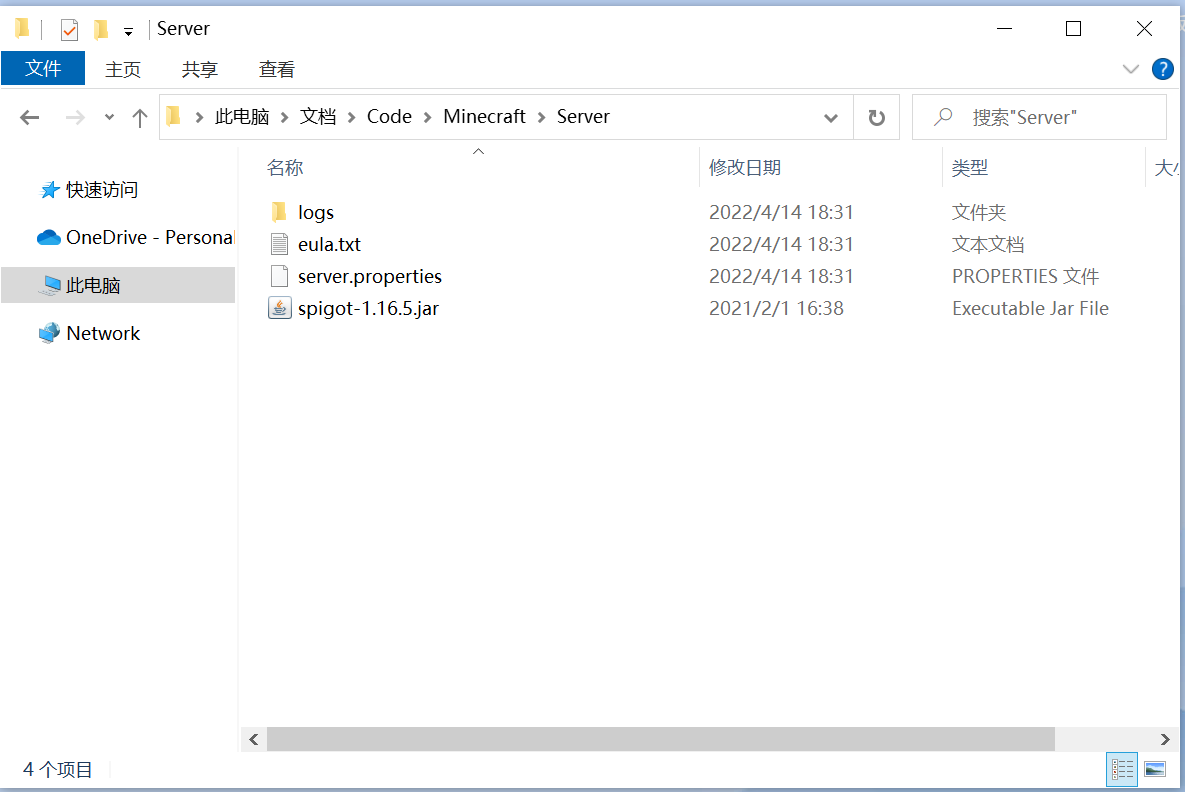 Server
文件 主页 共享 查看
此电脑 文档 Code Minecraft Server 搜索"Server"
名称 修改日期 类型
快速访问
OneDrive - Personal
此电脑
Network
logs 2022/4/14 18:31 文件夹
eula.txt 2022/4/14 18:31 文本文档
server.properties 2022/4/14 18:31 PROPERTIES 文件
spigot-1.16.5.jar 2021/2/1 16:38 Executable Jar File
4 个项目